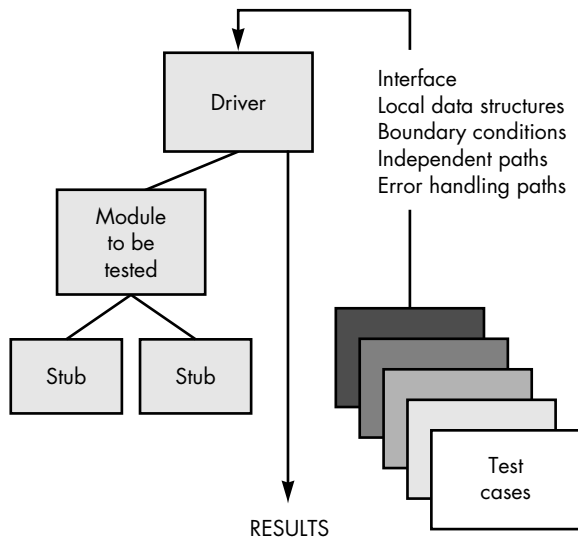 Driver
Interface
Local data structures
Boundary conditions
Independent paths
Error handling paths
Module
to be
tested
Stub
Stub
Test
cases
RESULTS